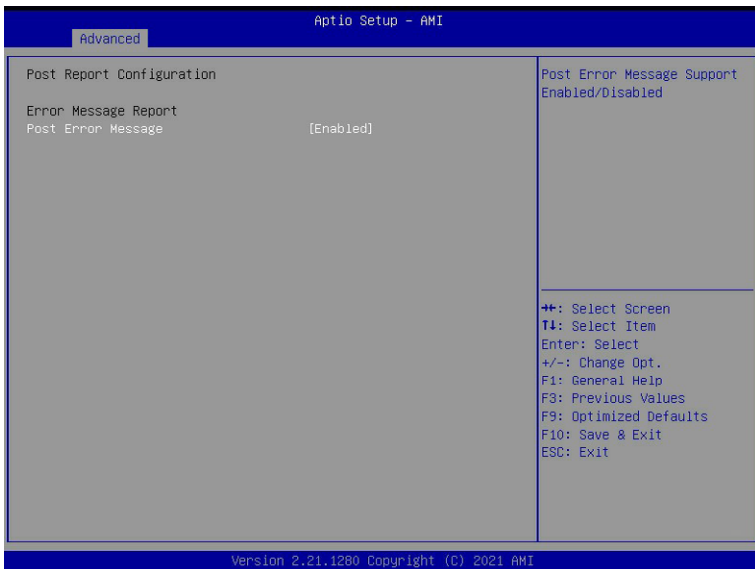 Aptio Setup – AMI
Advanced
Post Report Configuration
Error Message Report
Post Error Message [Enabled]
Post Error Message Support
Enabled/Disabled
→←: Select Screen
↑↓: Select Item
Enter: Select
+/-: Change Opt.
F1: General Help
F3: Previous Values
F9: Optimized Defaults
F10: Save & Exit
ESC: Exit
Version 2.21.1280 Copyright (C) 2021 AMI